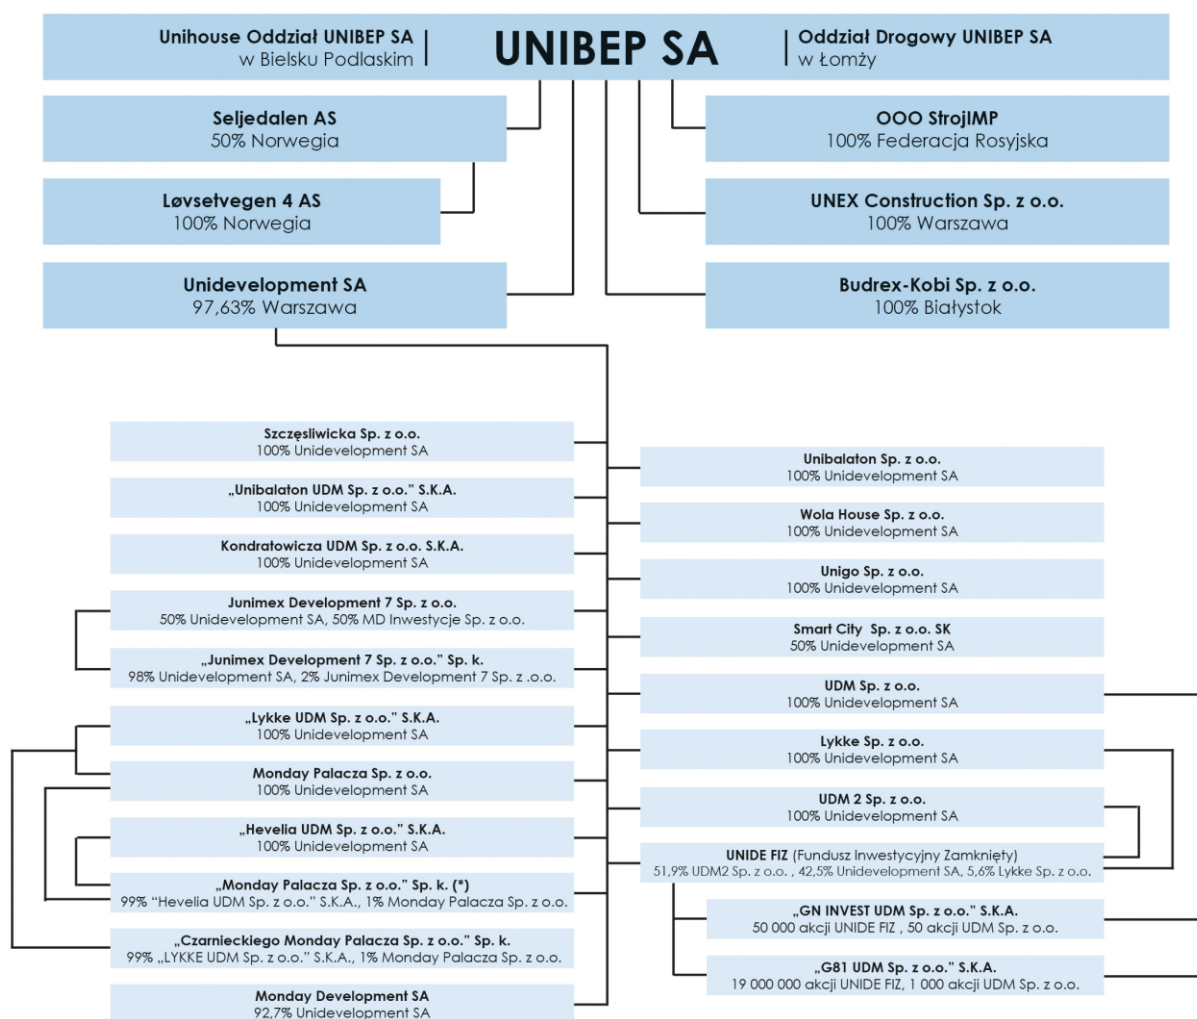 Unihouse Oddział UNIBEP SA
w Bielsku Podlaskim
UNIBEP SA
Oddział Drogowy UNIBEP SA
w Łomży
Seljedalen AS
50% Norwegia
OOO StrojIMP
100% Federacja Rosyjska
Løvsetvegen 4 AS
100% Norwegia
UNEX Construction Sp. z o.o.
100% Warszawa
Unidevelopment SA
97,63% Warszawa
Budrex-Kobi Sp. z o.o.
100% Białystok
Szczęsliwicka Sp. z o.o.
100% Unidevelopment SA
„Unibalaton UDM Sp. z o.o.” S.K.A.
100% Unidevelopment SA
Kondratowicza UDM Sp. z o.o. S.K.A.
100% Unidevelopment SA
Junimex Development 7 Sp. z o.o.
50% Unidevelopment SA, 50% MD Inwestycje Sp. z o.o.
„Junimex Development 7 Sp. z o.o.” Sp. k.
98% Unidevelopment SA, 2% Junimex Development 7 Sp. z .o.o.
„Lykke UDM Sp. z o.o.” S.K.A.
100% Unidevelopment SA
Monday Palacza Sp. z o.o.
100% Unidevelopment SA
„Hevelia UDM Sp. z o.o.” S.K.A.
100% Unidevelopment SA
„Monday Palacza Sp. z o.o.” Sp. k. (*)
99% “Hevelia UDM Sp. z o.o.” S.K.A., 1% Monday Palacza Sp. z o.o.
„Czarnieckiego Monday Palacza Sp. z o.o.” Sp. k.
99% „LYKKE UDM Sp. z o.o.” S.K.A., 1% Monday Palacza Sp. z o.o.
Monday Development SA
92,7% Unidevelopment SA
Unibalaton Sp. z o.o.
100% Unidevelopment SA
Wola House Sp. z o.o.
100% Unidevelopment SA
Unigo Sp. z o.o.
100% Unidevelopment SA
Smart City Sp. z o.o. SK
50% Unidevelopment SA
UDM Sp. z o.o.
100% Unidevelopment SA
Lykke Sp. z o.o.
100% Unidevelopment SA
UDM 2 Sp. z o.o.
100% Unidevelopment SA
UNIDE FIZ (Fundusz Inwestycyjny Zamknięty)
51,9% UDM2 Sp. z o.o. , 42,5% Unidevelopment SA, 5,6% Lykke Sp. z o.o.
„GN INVEST UDM Sp. z o.o.” S.K.A.
50 000 akcji UNIDE FIZ , 50 akcji UDM Sp. z o.o.
„G81 UDM Sp. z o.o.” S.K.A.
19 000 000 akcji UNIDE FIZ, 1 000 akcji UDM Sp. z o.o.